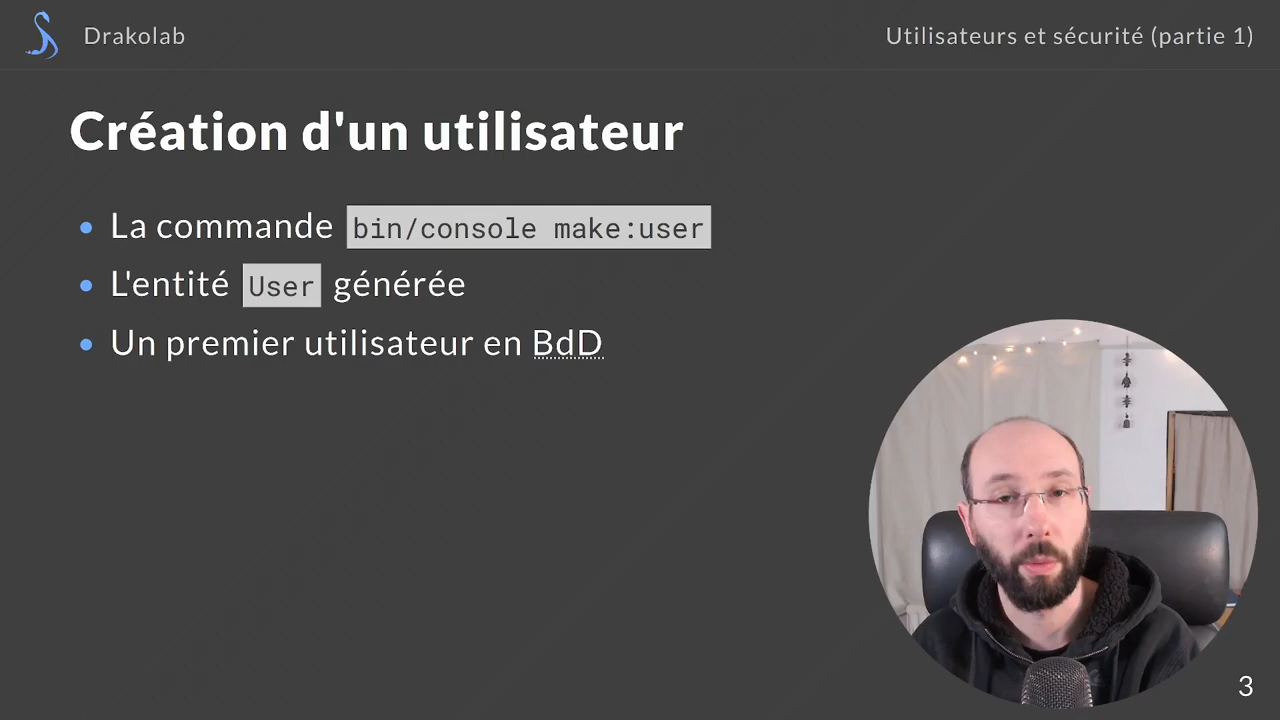 Drakolab
Utilisateurs et sécurité (partie 1)
Création d'un utilisateur
La commande bin/console make:user
L'entité User générée
Un premier utilisateur en BdD
3